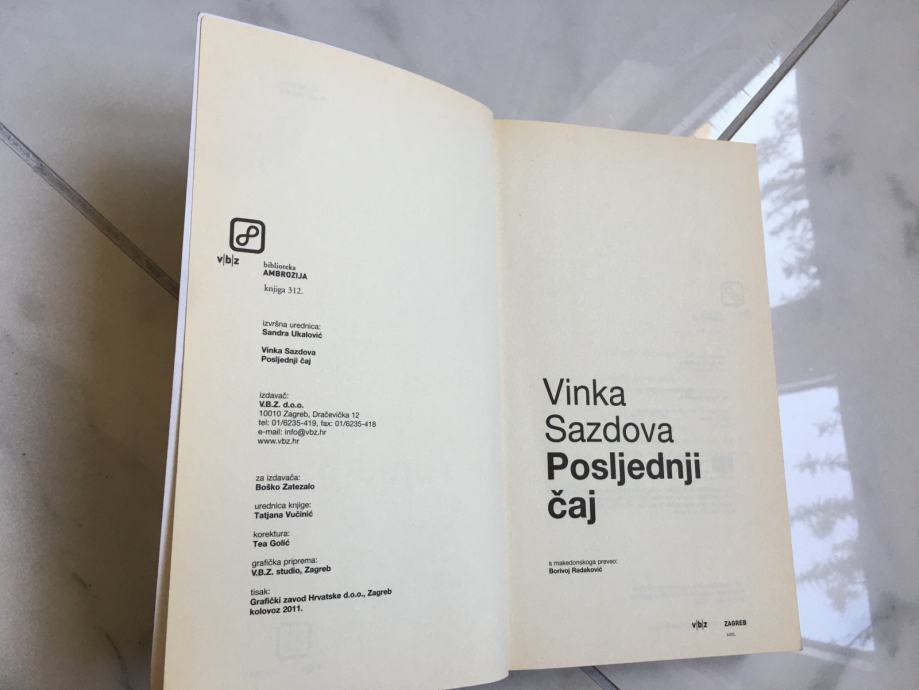 v|b|z
biblioteka
AMBROZIJA
knjiga 312.
izvršna urednica:
Sandra Ukalović
Vinka Sazdova
Posljednji čaj
izdavač:
V.B.Z. d.o.o.
10010 Zagreb, Dračevička 12
tel: 01/6235-419, fax: 01/6235-418
e-mail: info@vbz.hr
www.vbz.hr
za izdavača:
Boško Zatezalo
urednica knjige:
Tatjana Vučinić
korektura:
Tea Golić
grafička priprema:
V.B.Z. studio, Zagreb
tisak:
Grafički zavod Hrvatske d.o.o., Zagreb
kolovoz 2011.
Vinka
Sazdova
Posljednji
čaj
s makedonskoga preveo:
Borivoj Radaković
v|b|z ZAGREB